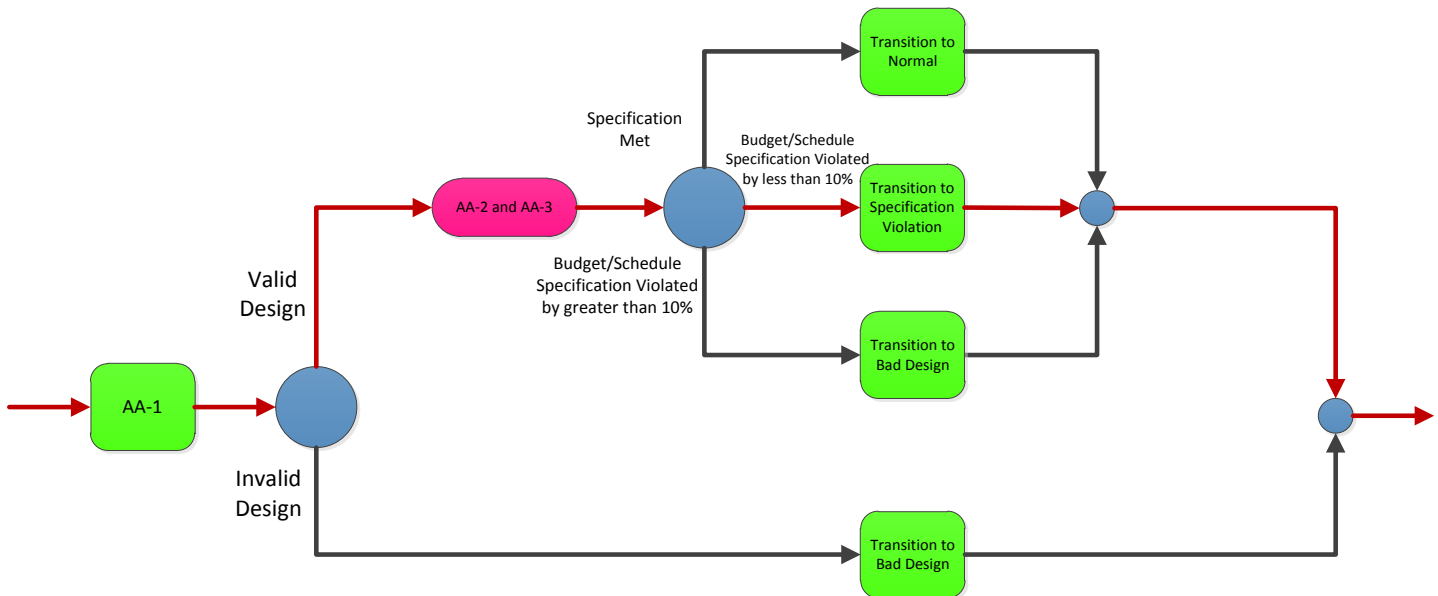 Transition to
Normal
Specification
Met
Budget/Schedule
Specification Violated
by less than 10%
Transition to
Specification
Violation
AA-2 and AA-3
Budget/Schedule
Specification Violated
by greater than 10%
Valid
Design
Transition to
Bad Design
AA-1
Invalid
Design
Transition to
Bad Design